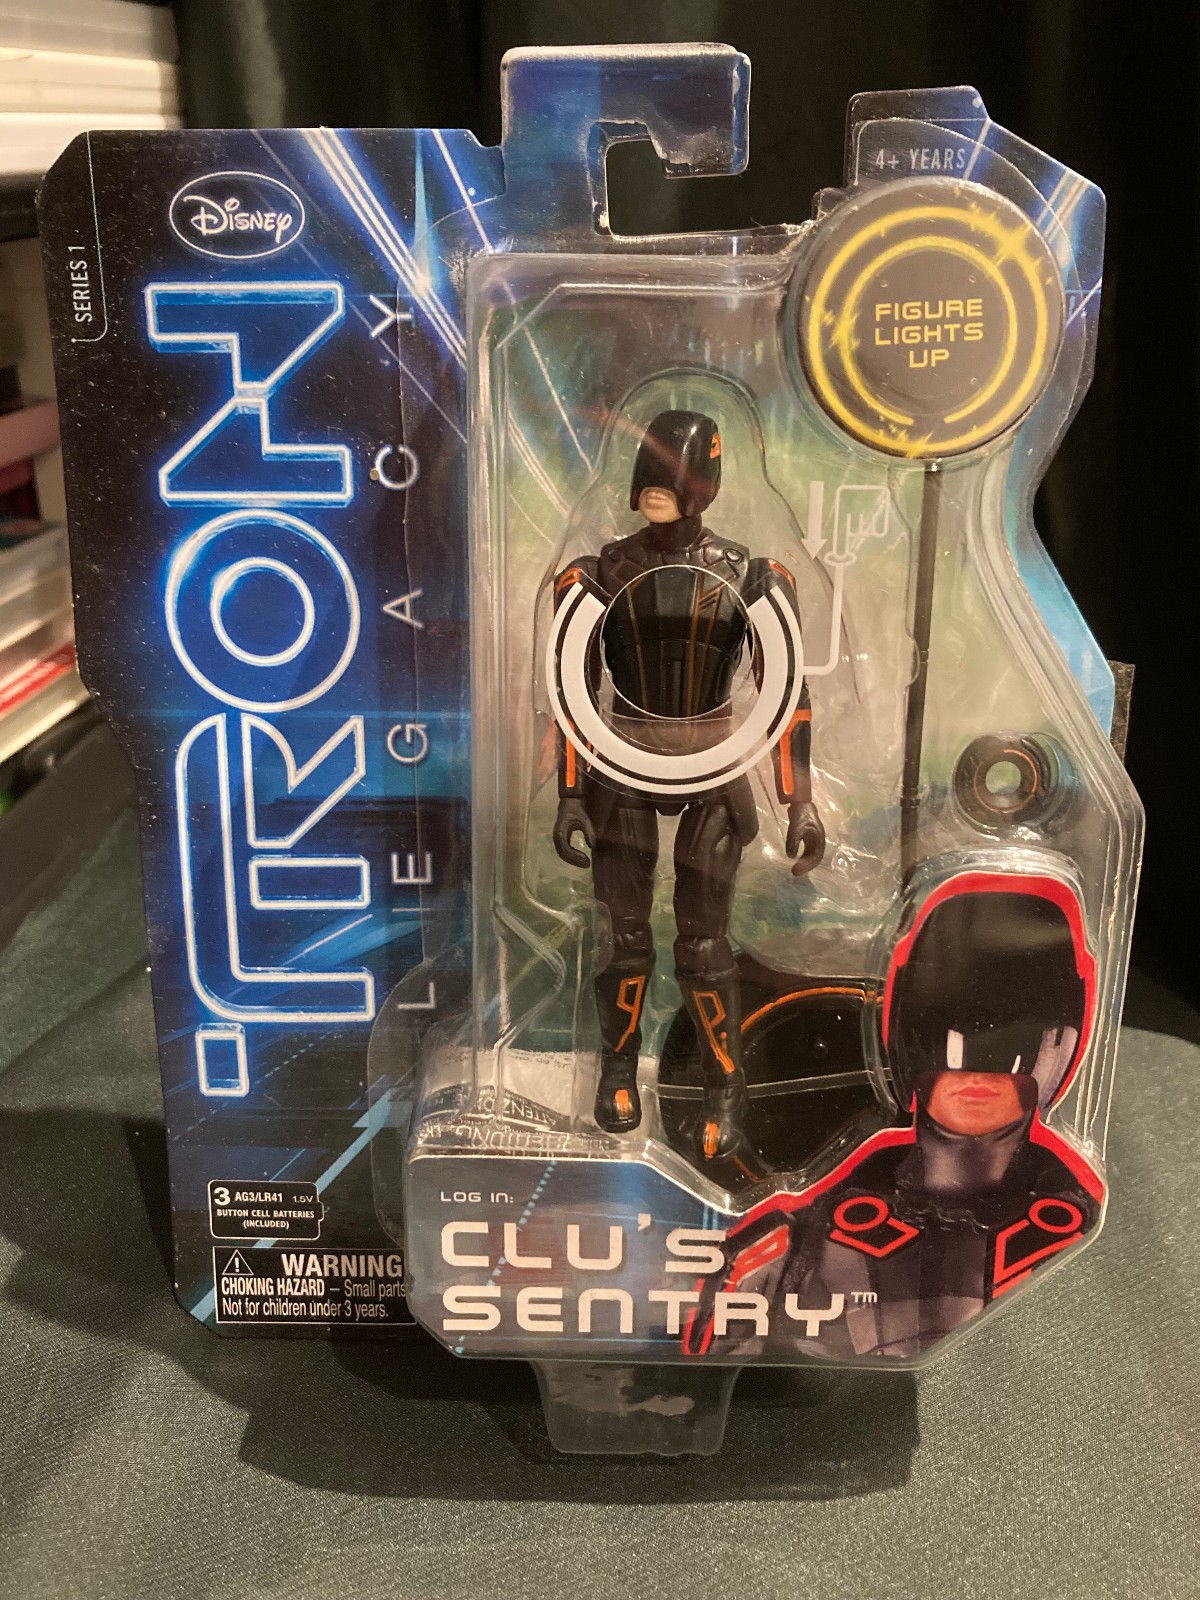 4+ YEARS
Disney
SERIES 1
TRON
LEGACY
FIGURE
LIGHTS
UP
3 AG3/LR41 1.5V
BUTTON CELL BATTERIES
(INCLUDED)
WARNING
CHOKING HAZARD – Small parts
Not for children under 3 years.
LOG IN:
CLU'S
SENTRY™